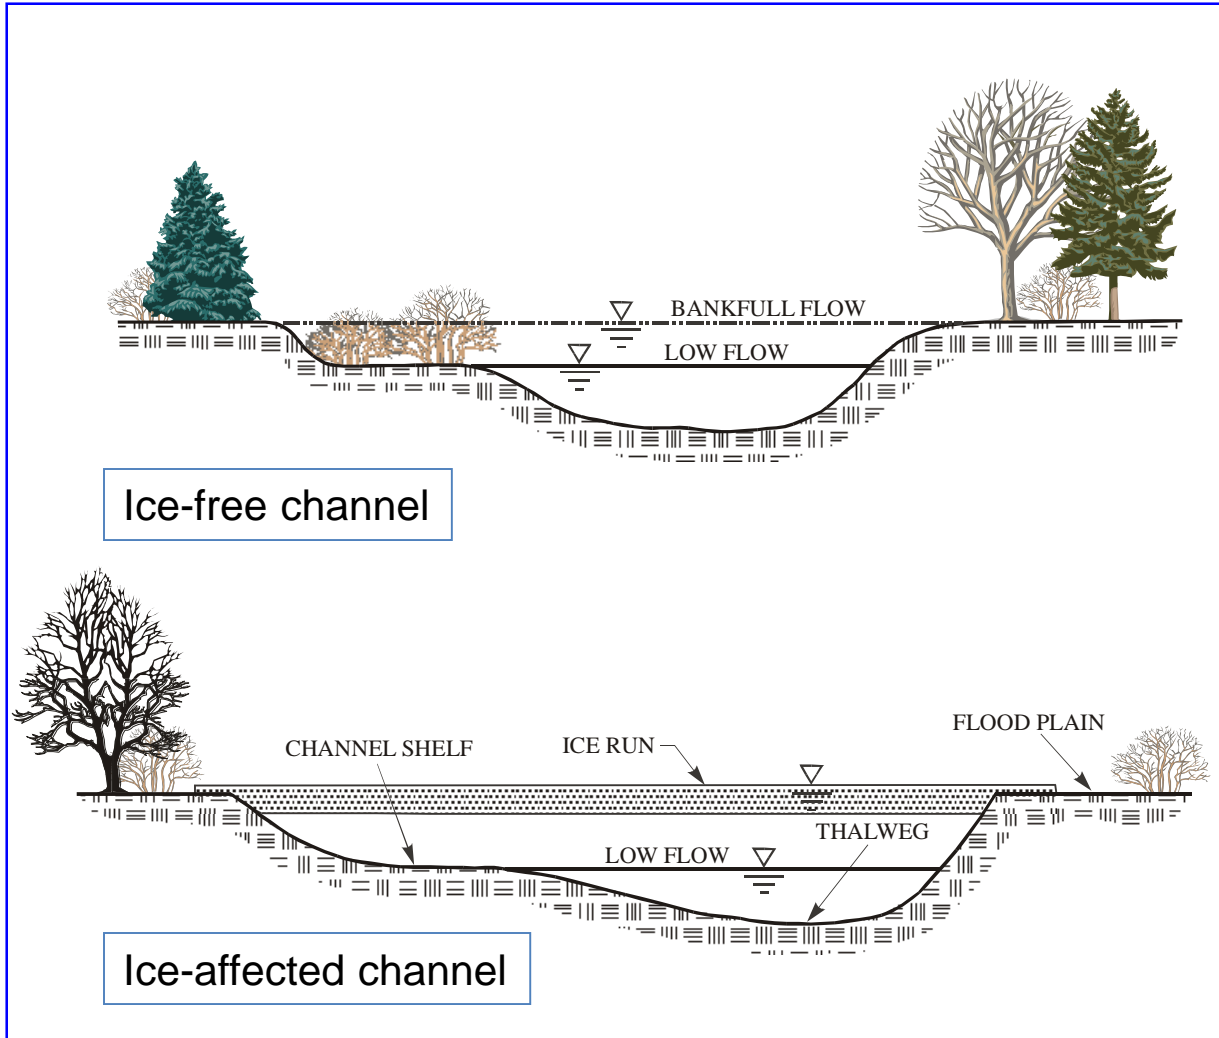 BANKFULL FLOW
LOW FLOW
Ice-free channel
CHANNEL SHELF
ICE RUN
FLOOD PLAIN
THALWEG
LOW FLOW
Ice-affected channel